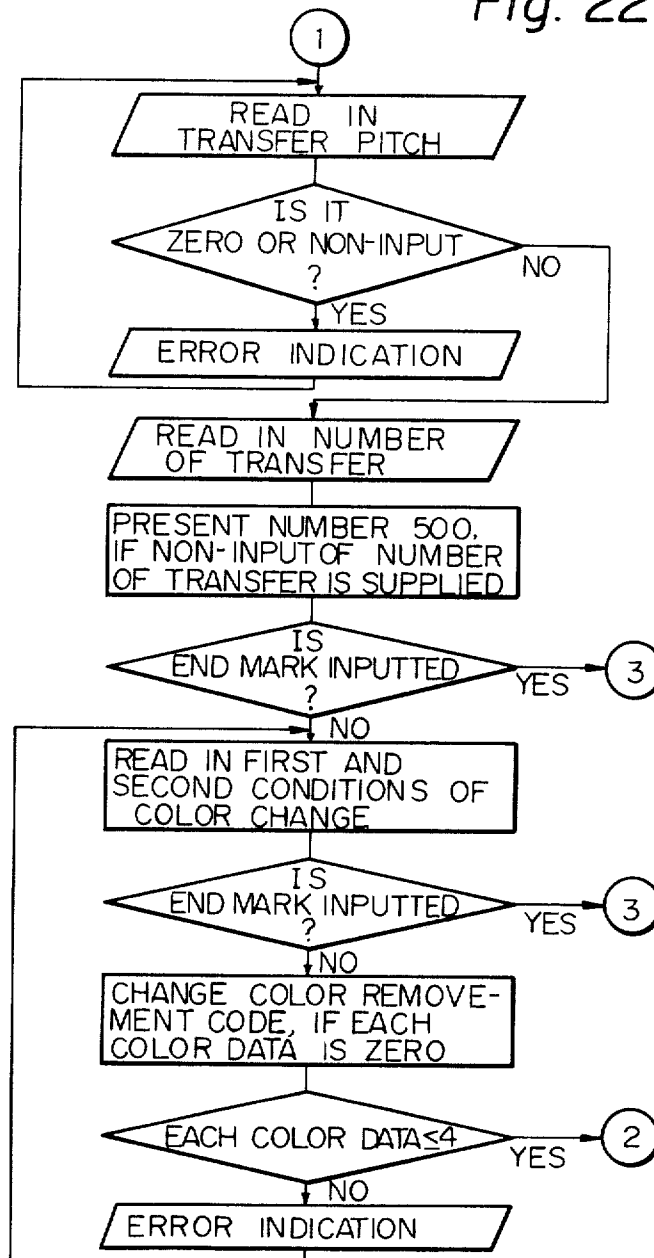 Fig. 22
1
READ IN
TRANSFER PITCH
IS IT
ZERO OR NON-INPUT
?
NO
YES
ERROR INDICATION
READ IN NUMBER
OF TRANSFER
PRESENT NUMBER 500,
IF NON-INPUT OF NUMBER
OF TRANSFER IS SUPPLIED
IS
END MARK INPUTTED
?
YES
3
NO
READ IN FIRST AND
SECOND CONDITIONS OF
COLOR CHANGE
IS
END MARK INPUTTED
?
YES
3
NO
CHANGE COLOR REMOVE-
MENT CODE, IF EACH
COLOR DATA IS ZERO
EACH COLOR DATA≤4
YES
2
NO
ERROR INDICATION